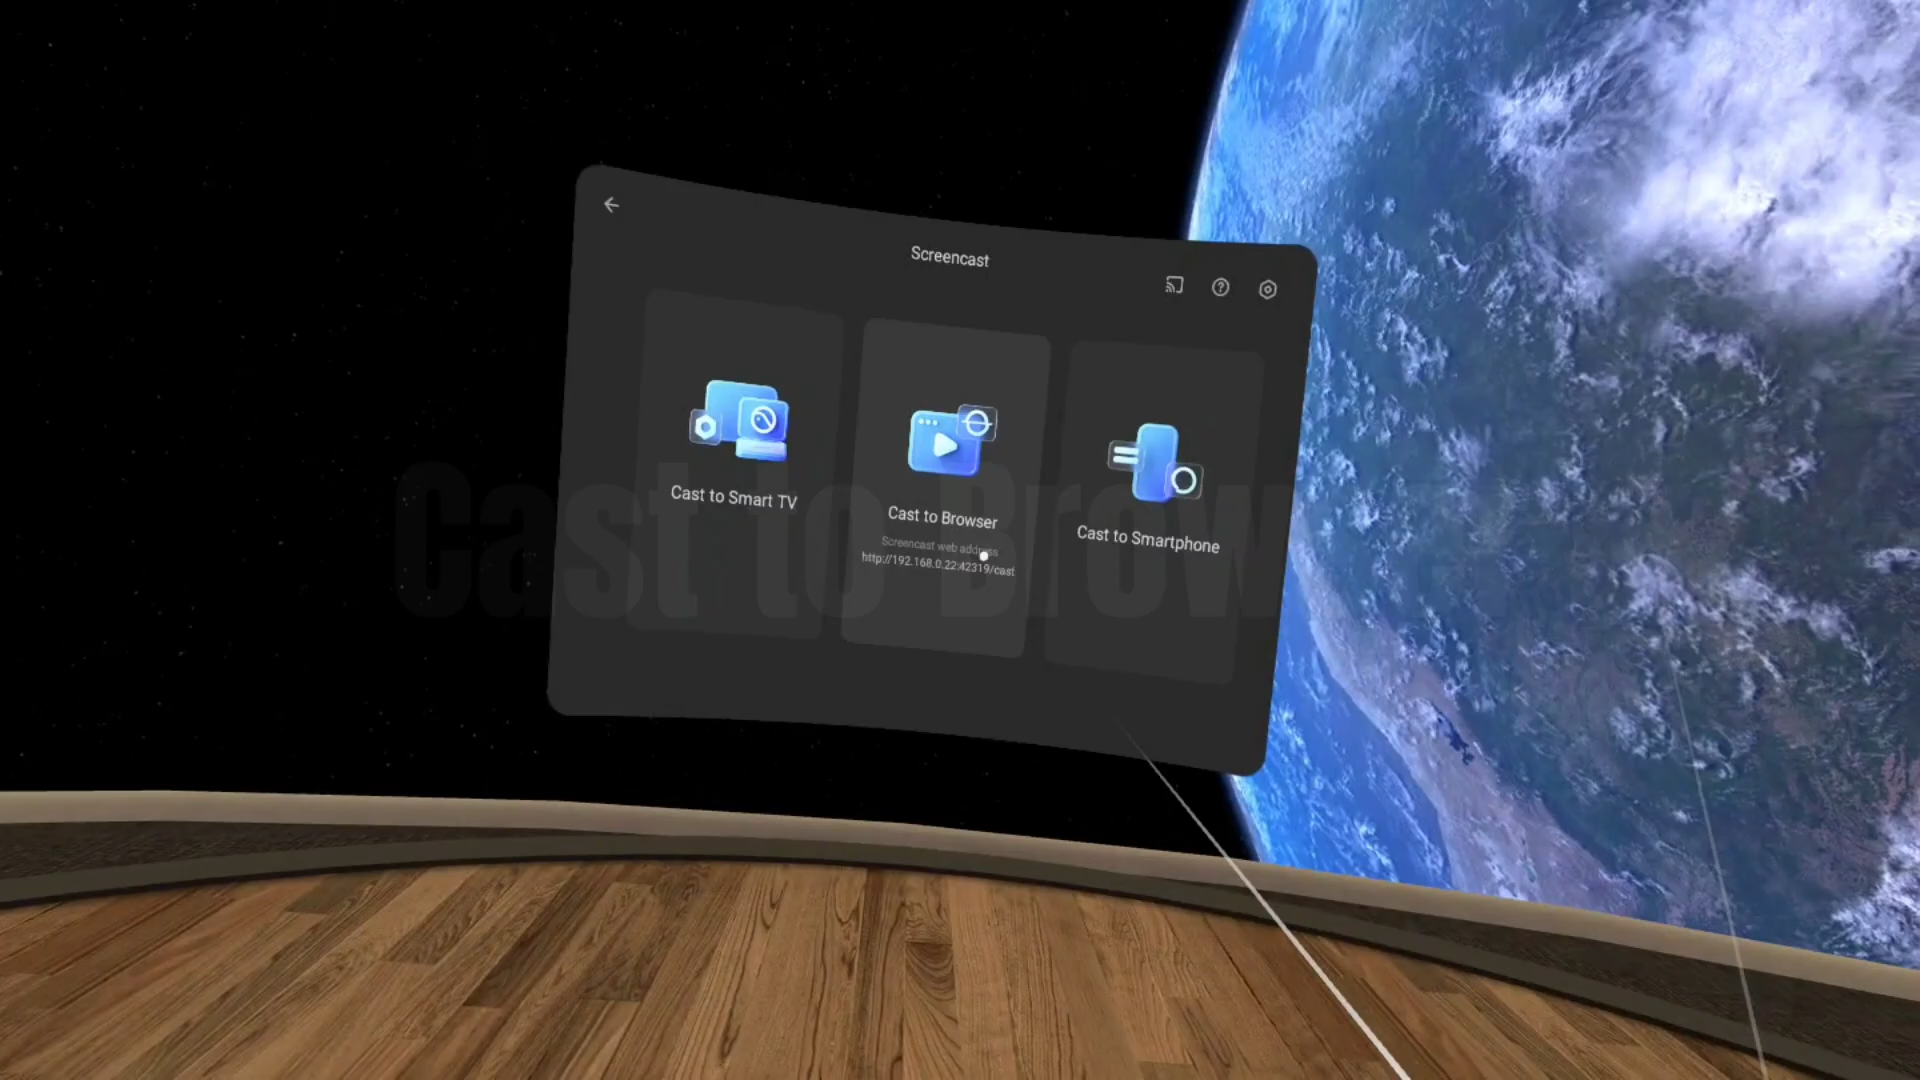 Screencast
Cast to Smart TV
Cast to Browser
Screencast web address
http://192.168.0.22:42319/cast
Cast to Smartphone
Cast to Brow